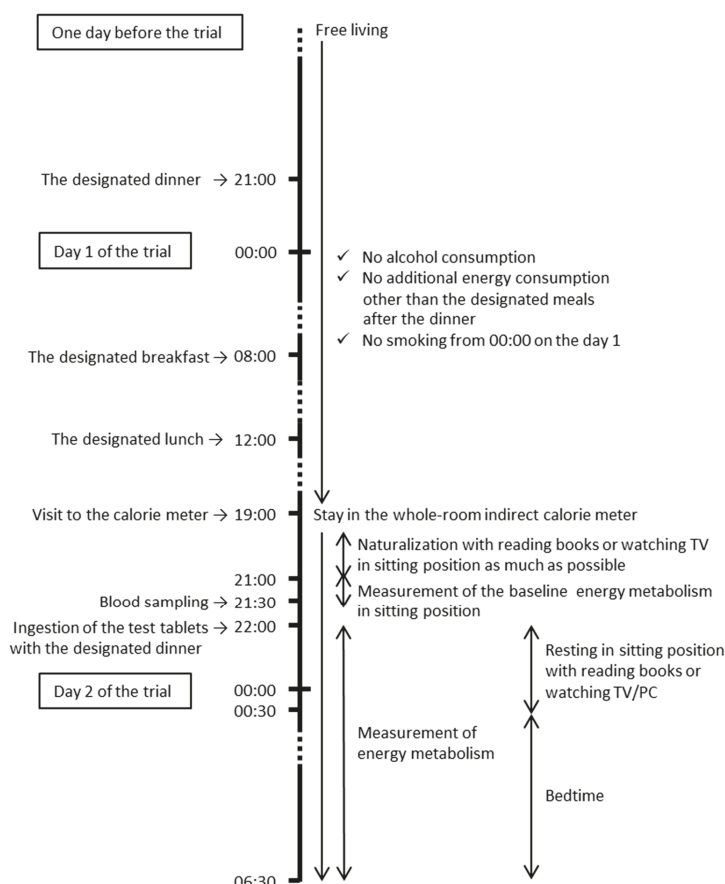 One day before the trial
Free living
The designated dinner → 21:00
Day 1 of the trial
00:00
✓ No alcohol consumption
✓ No additional energy consumption
other than the designated meals
after the dinner
✓ No smoking from 00:00 on the day 1
The designated breakfast → 08:00
The designated lunch → 12:00
Visit to the calorie meter → 19:00
Stay in the whole-room indirect calorie meter
Naturalization with reading books or watching TV
in sitting position as much as possible
21:00
Measurement of the baseline energy metabolism
in sitting position
Blood sampling → 21:30
Ingestion of the test tablets → 22:00
with the designated dinner
Resting in sitting position
with reading books or
watching TV/PC
Day 2 of the trial
00:00
00:30
Measurement of
energy metabolism
Bedtime
06:30